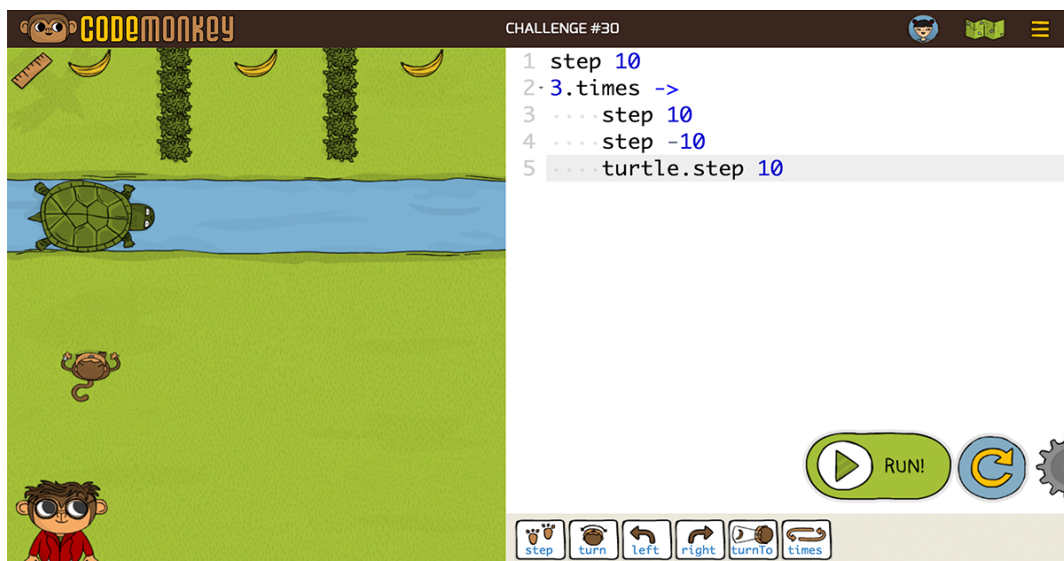 CODEMONKEY
CHALLENGE #30
1 step 10
2 3.times ->
3 ····step 10
4 ····step -10
5 ····turtle.step 10
RUN!
step turn left right turnTo times